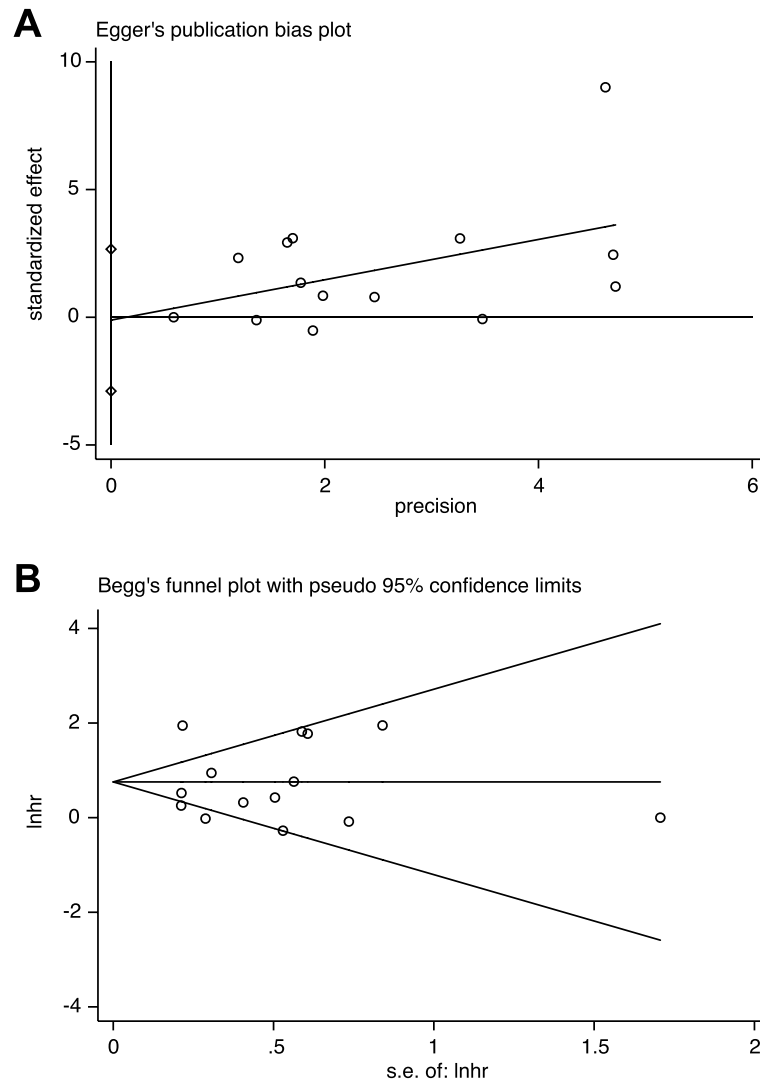 A
Egger's publication bias plot
10
5
0
-5
standardized effect
0 2 4 6
precision
B
Begg's funnel plot with pseudo 95% confidence limits
4
2
0
-2
-4
lnhr
0 .5 1 1.5 2
s.e. of: lnhr